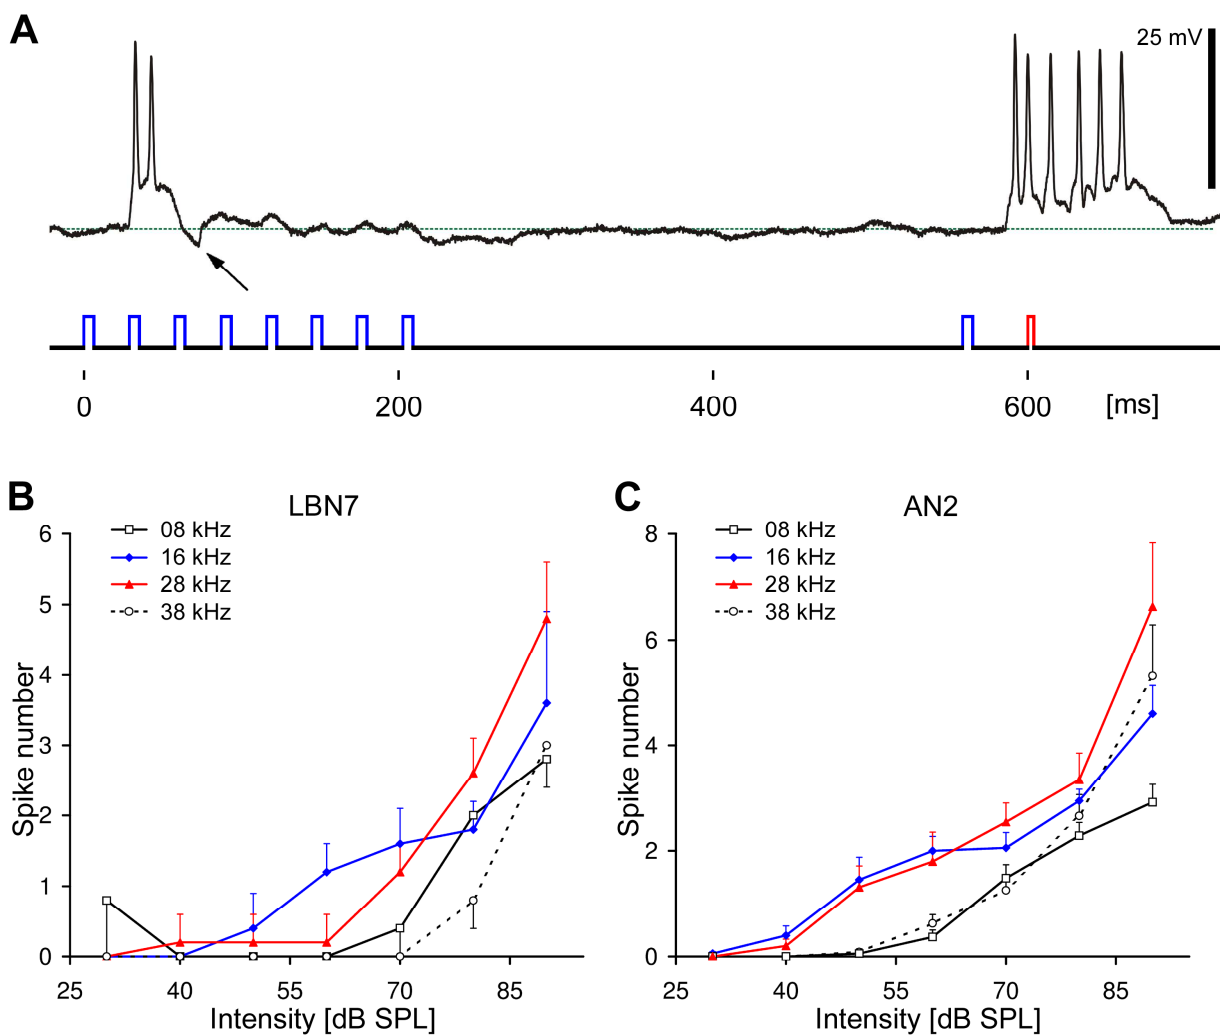 A
25 mV
0 200 400 600 [ms]
B
LBN7
08 kHz
16 kHz
28 kHz
38 kHz
Spike number
6
5
4
3
2
1
0
25 40 55 70 85
Intensity [dB SPL]
C
AN2
08 kHz
16 kHz
28 kHz
38 kHz
Spike number
8
6
4
2
0
25 40 55 70 85
Intensity [dB SPL]